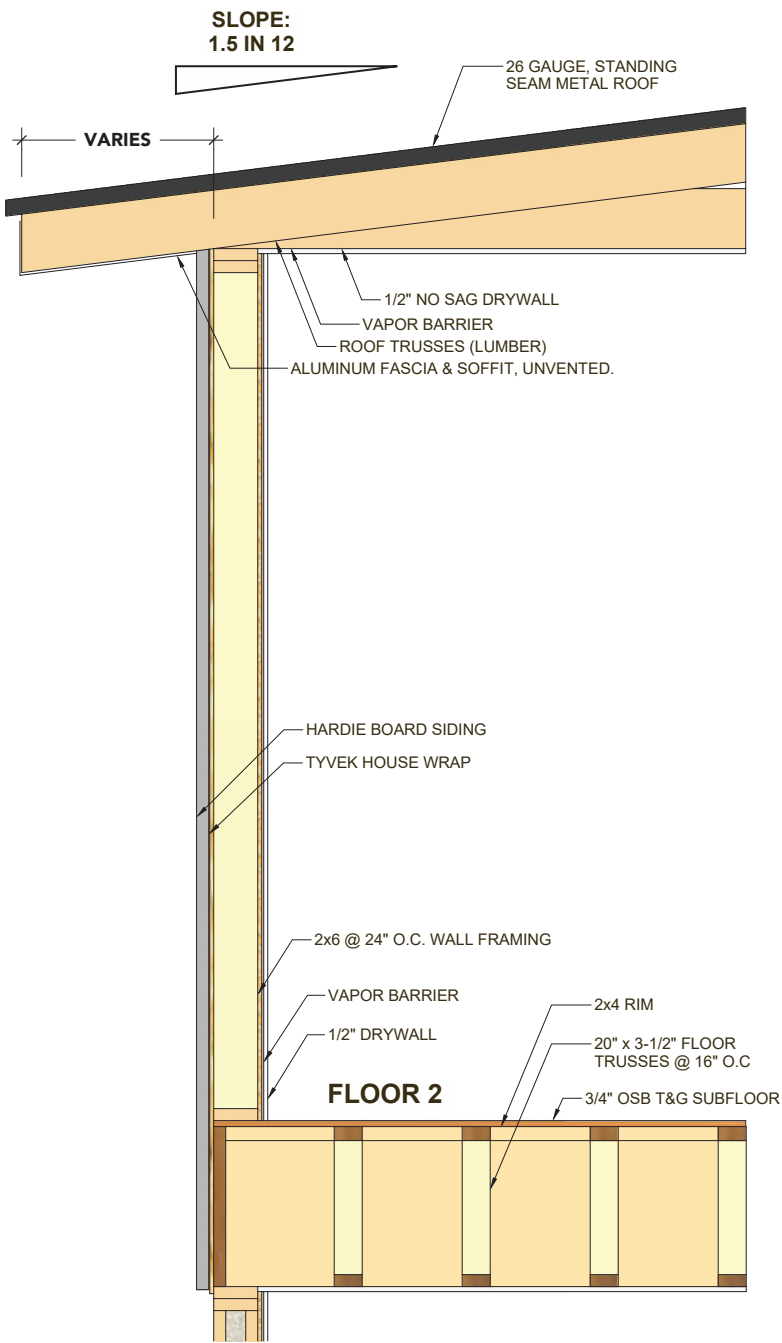 SLOPE:
1.5 IN 12
26 GAUGE, STANDING
SEAM METAL ROOF
VARIES
1/2" NO SAG DRYWALL
VAPOR BARRIER
ROOF TRUSSES (LUMBER)
ALUMINUM FASCIA & SOFFIT, UNVENTED.
HARDIE BOARD SIDING
TYVEK HOUSE WRAP
2x6 @ 24" O.C. WALL FRAMING
VAPOR BARRIER
1/2" DRYWALL
2x4 RIM
20" x 3-1/2" FLOOR
TRUSSES @ 16" O.C
FLOOR 2
3/4" OSB T&G SUBFLOOR